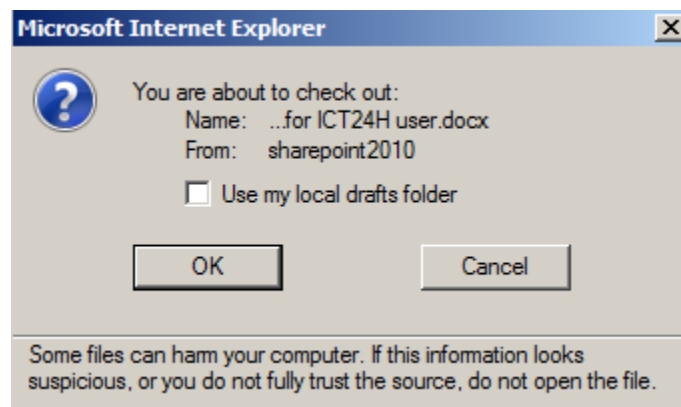 Microsoft Internet Explorer
You are about to check out:
Name: ...for ICT24H user.docx
From: sharepoint2010
Use my local drafts folder
OK Cancel
Some files can harm your computer. If this information looks
suspicious, or you do not fully trust the source, do not open the file.